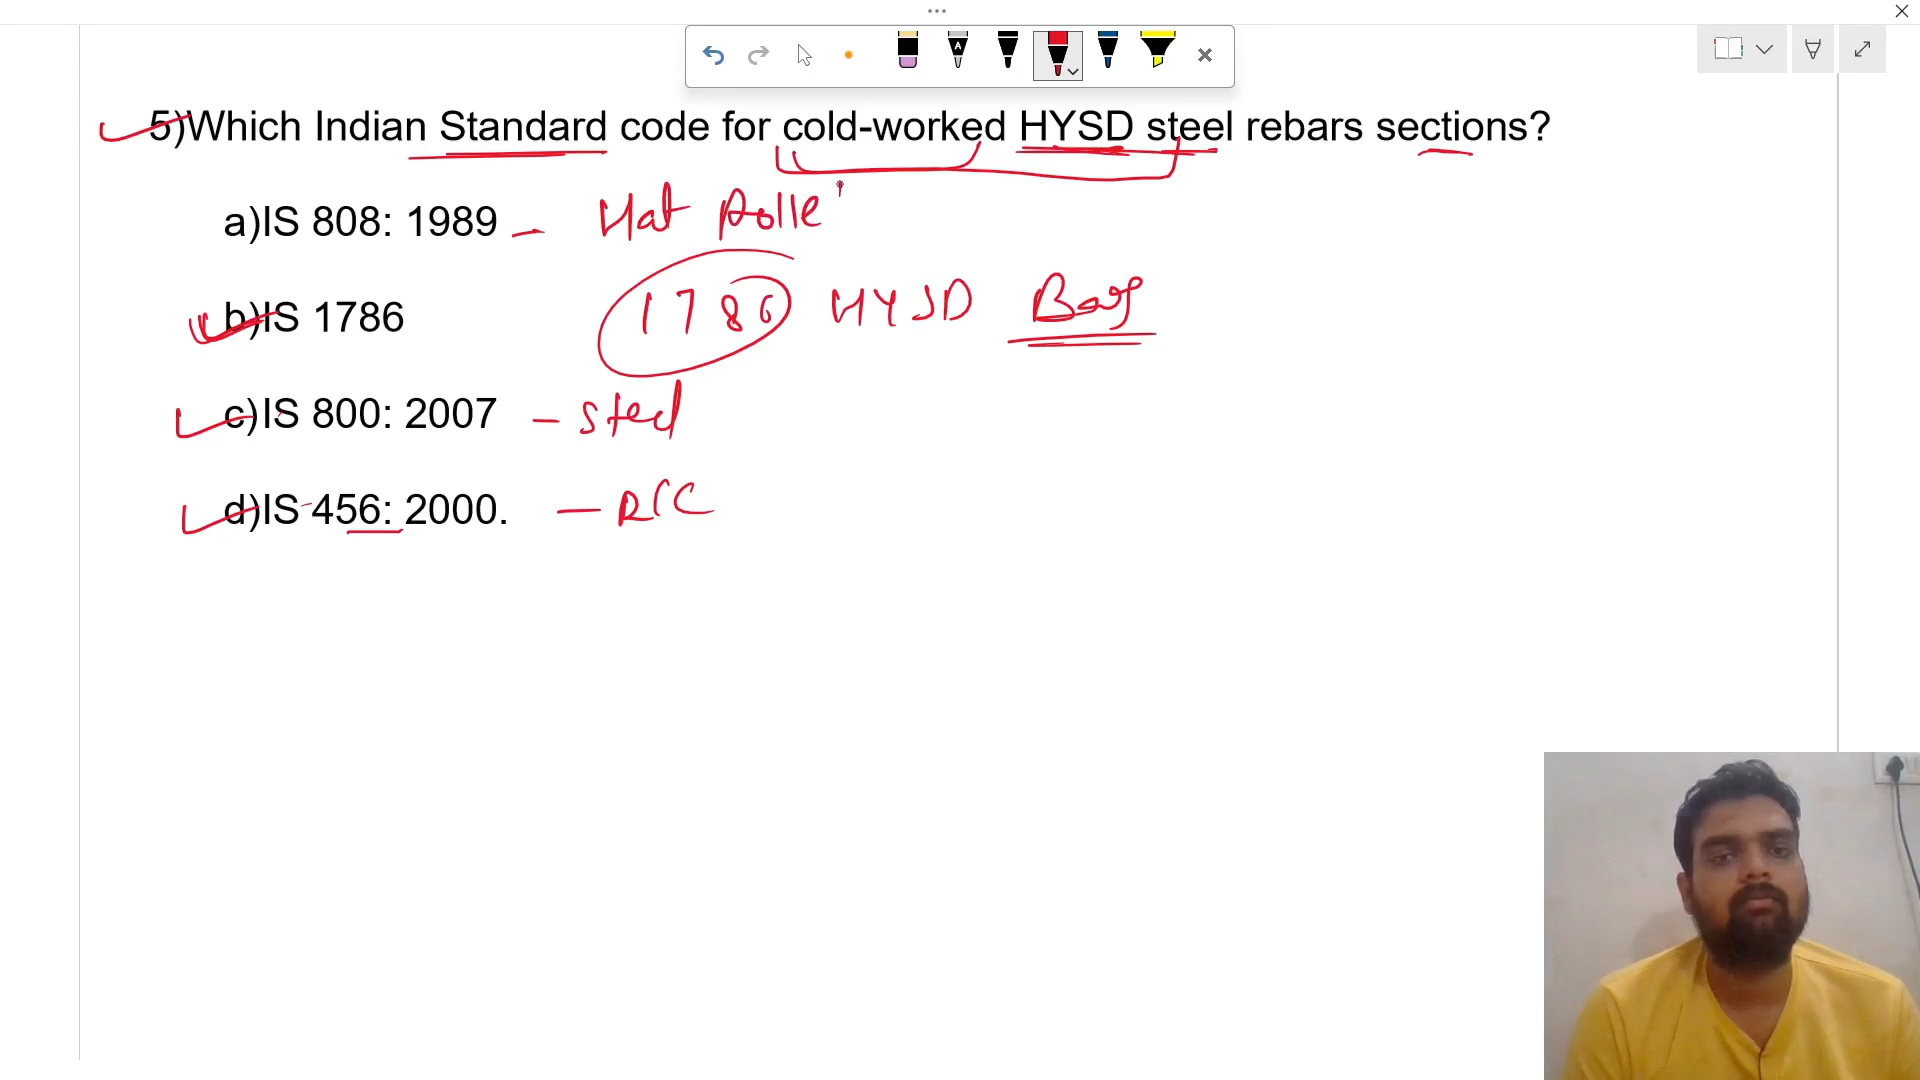 5)Which Indian Standard code for cold-worked HYSD steel rebars sections?
a)IS 808: 1989 - Hot Rolle
b)IS 1786 1786 HYSD Bars
c)IS 800: 2007 - Steel
d)IS 456: 2000. - RCC